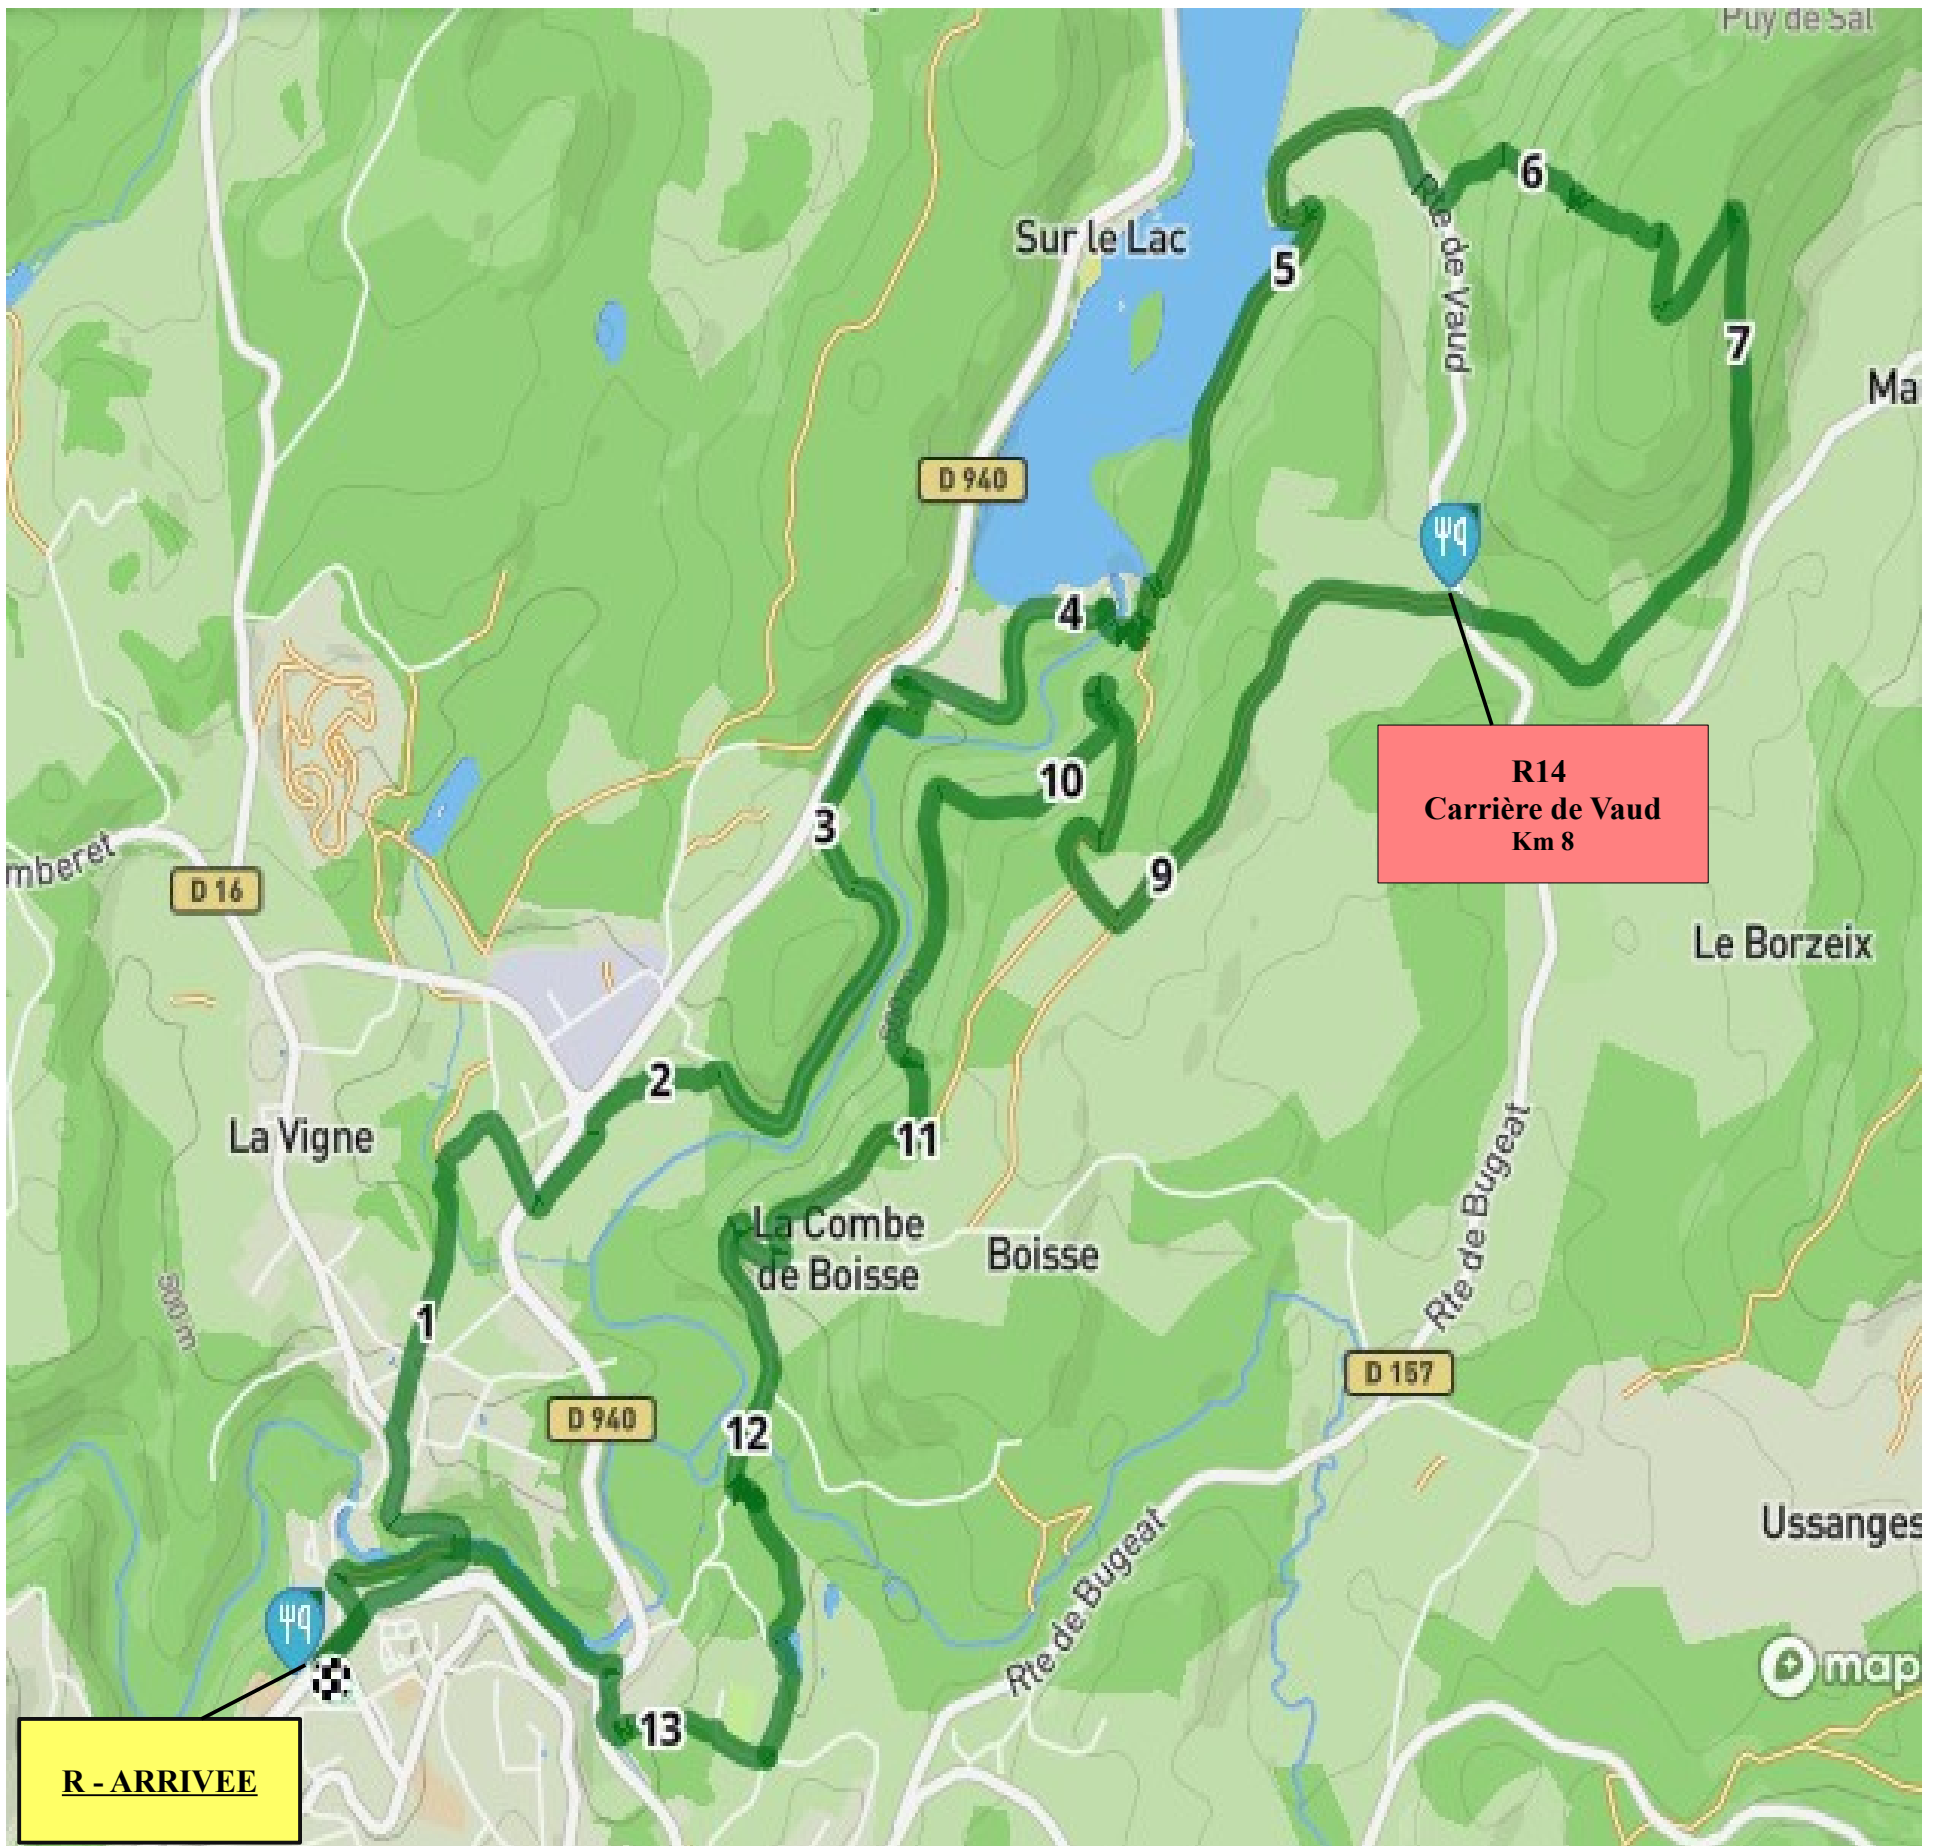 Puy de Sal
6
Sur le Lac
5
Rte de Vaud
7
Ma
D 940
4
R14
Carrière de Vaud
Km 8
10
3
mberet
D 16
9
Le Borzeix
2
La Vigne
11
La Combe
de Boisse
Boisse
Rte de Bugeat
500 m
1
D 157
D 940
12
Ussanges
Rte de Bugeat
map
13
R - ARRIVEE